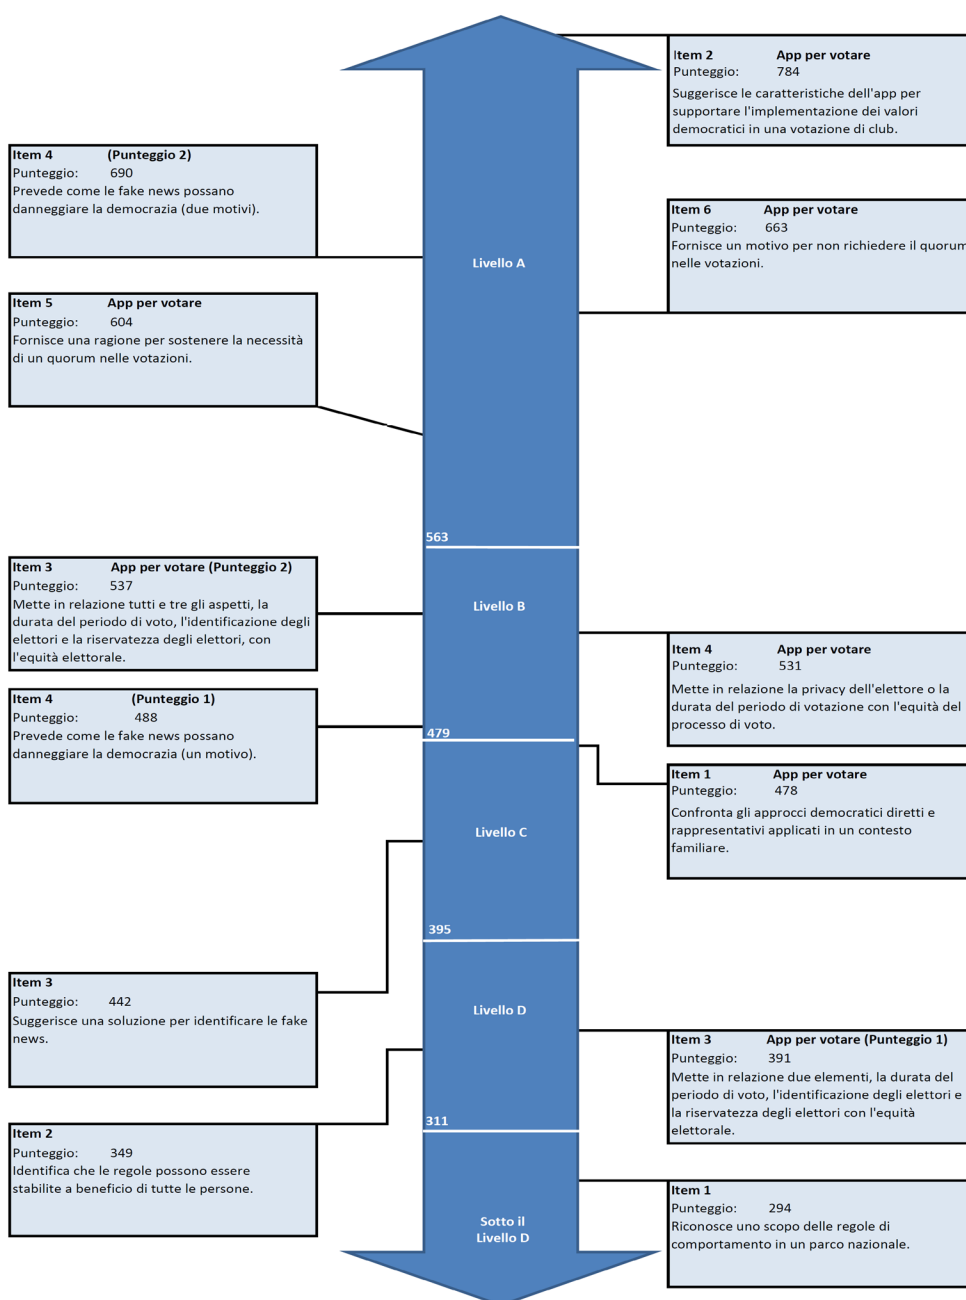 Item 2 App per votare
Punteggio: 784
Suggerisce le caratteristiche dell'app per
supportare l'implementazione dei valori
democratici in una votazione di club.
Item 4 (Punteggio 2)
Punteggio: 690
Prevede come le fake news possano
danneggiare la democrazia (due motivi).
Item 6 App per votare
Punteggio: 663
Fornisce un motivo per non richiedere il quorum
nelle votazioni.
Livello A
Item 5 App per votare
Punteggio: 604
Fornisce una ragione per sostenere la necessità
di un quorum nelle votazioni.
563
Item 3 App per votare (Punteggio 2)
Punteggio: 537
Mette in relazione tutti e tre gli aspetti, la
durata del periodo di voto, l'identificazione degli
elettori e la riservatezza degli elettori, con
l'equità elettorale.
Livello B
Item 4 App per votare
Punteggio: 531
Mette in relazione la privacy dell'elettore o la
durata del periodo di votazione con l'equità del
processo di voto.
Item 4 (Punteggio 1)
Punteggio: 488
Prevede come le fake news possano
danneggiare la democrazia (un motivo).
479
Item 1 App per votare
Punteggio: 478
Confronta gli approcci democratici diretti e
rappresentativi applicati in un contesto
familiare.
Livello C
395
Item 3
Punteggio: 442
Suggerisce una soluzione per identificare le fake
news.
Livello D
Item 3 App per votare (Punteggio 1)
Punteggio: 391
Mette in relazione due elementi, la durata del
periodo di voto, l'identificazione degli elettori e
la riservatezza degli elettori con l'equità
elettorale.
311
Item 2
Punteggio: 349
Identifica che le regole possono essere
stabilite a beneficio di tutte le persone.
Sotto il
Livello D
Item 1
Punteggio: 294
Riconosce uno scopo delle regole di
comportamento in un parco nazionale.